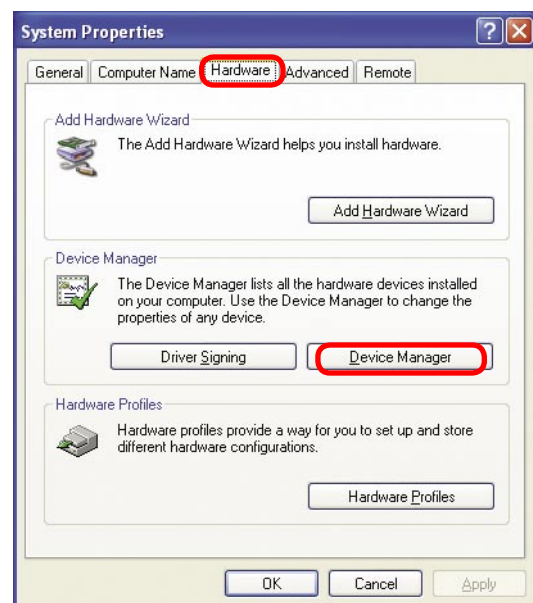 System Properties
General Computer Name Hardware Advanced Remote
Add Hardware Wizard
The Add Hardware Wizard helps you install hardware.
Add Hardware Wizard
Device Manager
The Device Manager lists all the hardware devices installed
on your computer. Use the Device Manager to change the
properties of any device.
Driver Signing Device Manager
Hardware Profiles
Hardware profiles provide a way for you to set up and store
different hardware configurations.
Hardware Profiles
OK Cancel Apply